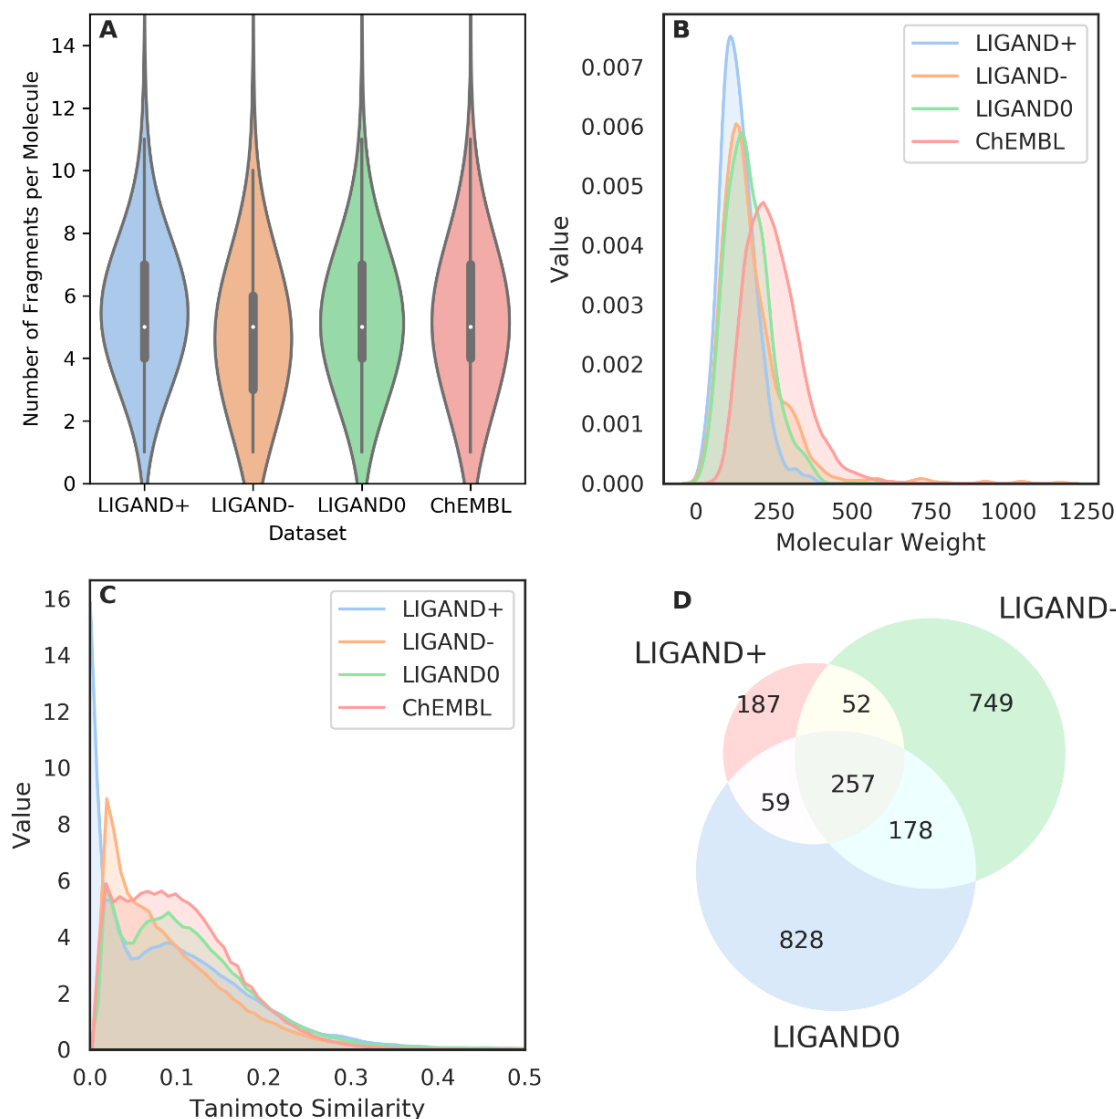 A
Number of Fragments per Molecule
14
12
10
8
6
4
2
0
LIGAND+ LIGAND- LIGAND0 ChEMBL
Dataset
B
LIGAND+
LIGAND-
LIGAND0
ChEMBL
Value
0.007
0.006
0.005
0.004
0.003
0.002
0.001
0.000
0 250 500 750 1000 1250
Molecular Weight
C
LIGAND+
LIGAND-
LIGAND0
ChEMBL
Value
16
14
12
10
8
6
4
2
0
0.0 0.1 0.2 0.3 0.4 0.5
Tanimoto Similarity
D
LIGAND-
LIGAND+
187 52 749
257
59
178
828
LIGAND0